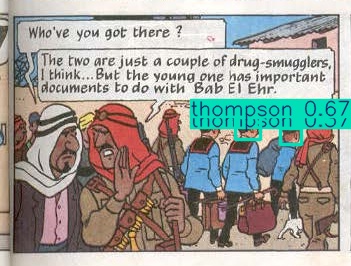 Who've you got there ?
The two are just a couple of drug-smugglers,
I think... But the young one has important
documents to do with Bab El Ehr.
thompson 0.67
thompson 0.57